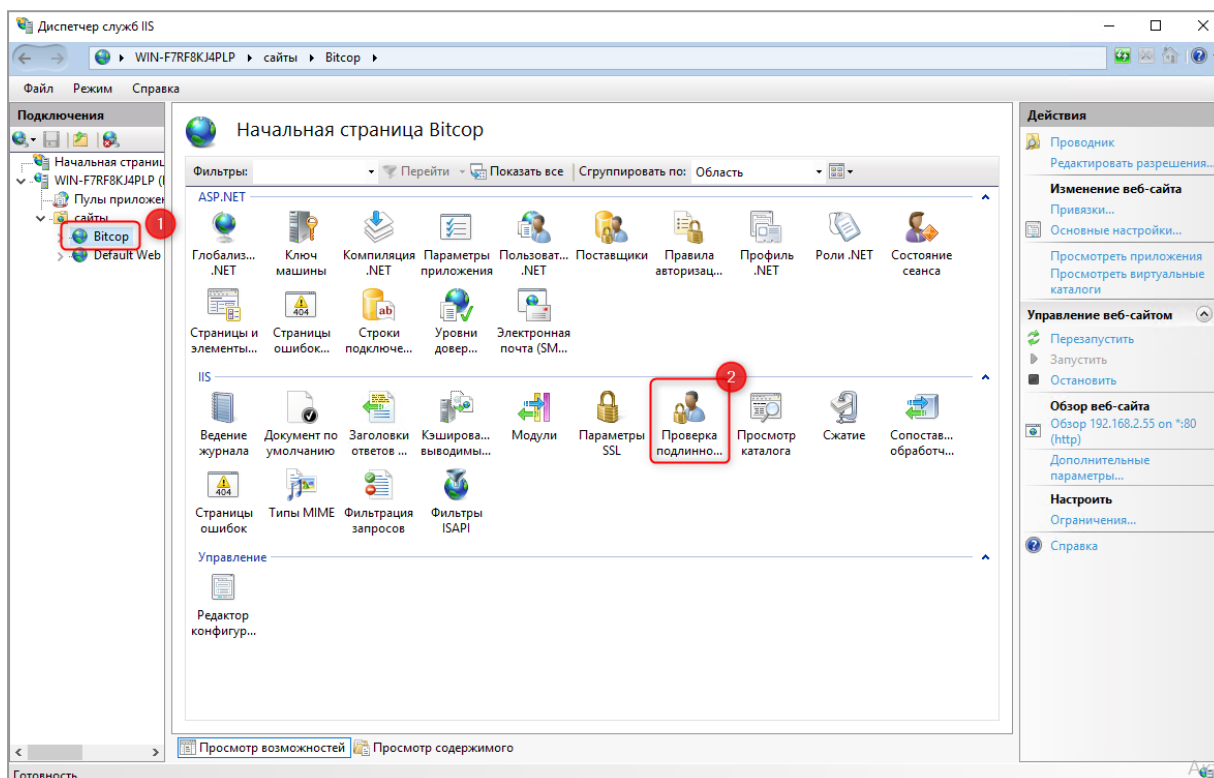 Диспетчер служб IIS
WIN-F7RF8KJ4PLP сайты Bitcop
Файл Режим Справка
Подключения
Начальная страниц
WIN-F7RF8KJ4PLP (
Пулы приложен
сайты
1
Bitcop
Default Web
Начальная страница Bitcop
Фильтры: Перейти Показать все Сгруппировать по: Область
ASP.NET
Глобализ... Ключ Компиляция Параметры Пользоват... Поставщики Правила Профиль Роли .NET Состояние
.NET машины .NET приложения .NET авторизац... .NET сеанса
404
ab
Страницы и Страницы Строки Уровни Электронная
элементы... ошибок... подключе... довер... почта (SM...
IIS
2
Ведение Документ по Заголовки Кэширова... Модули Параметры Проверка Просмотр Сжатие Сопостав...
журнала умолчанию ответов ... выводимы... SSL подлинно... каталога обработч...
404
Страницы Типы MIME Фильтрация Фильтры
ошибок запросов ISAPI
Управление
Редактор
конфигур...
Просмотр возможностей Просмотр содержимого
Действия
Проводник
Редактировать разрешения...
Изменение веб-сайта
Привязки...
Основные настройки...
Просмотреть приложения
Просмотреть виртуальные
каталоги
Управление веб-сайтом
Перезапустить
Запустить
Остановить
Обзор веб-сайта
Обзор 192.168.2.55 on *:80
(http)
Дополнительные
параметры...
Настроить
Ограничения...
Справка
Готовность